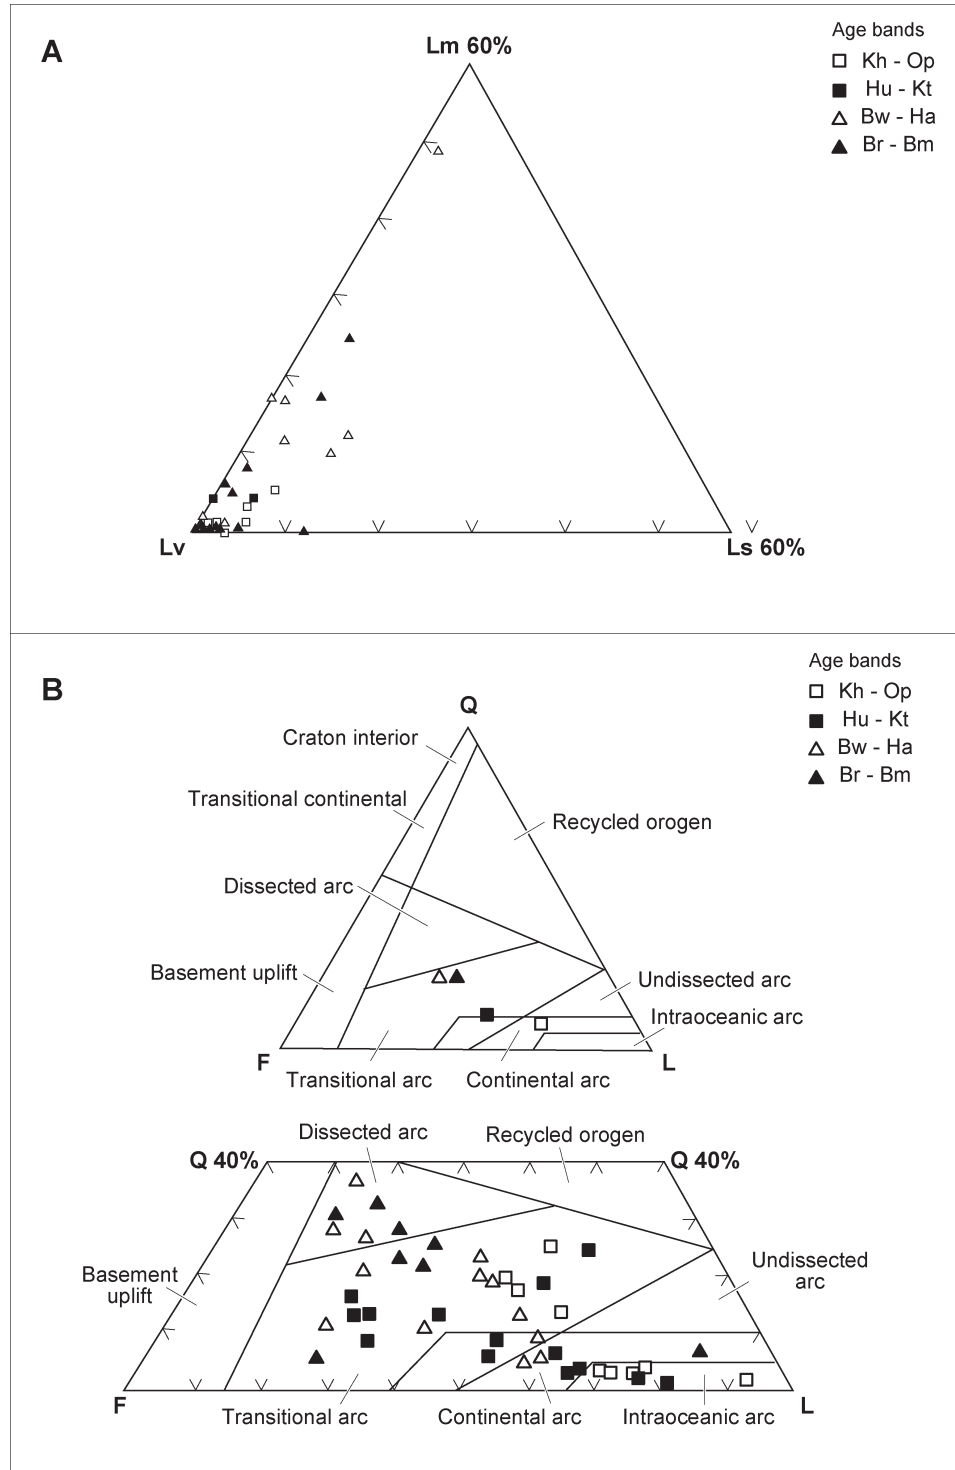 A
Lm 60%
Age bands
Kh - Op
Hu - Kt
Bw - Ha
Br - Bm
Lv
Ls 60%
B
Age bands
Kh - Op
Hu - Kt
Bw - Ha
Br - Bm
Q
Craton interior
Transitional continental
Recycled orogen
Dissected arc
Basement uplift
Undissected arc
Intraoceanic arc
F
L
Transitional arc
Continental arc
Dissected arc
Recycled orogen
Q 40%
Q 40%
Basement
uplift
Undissected
arc
F
L
Transitional arc
Continental arc
Intraoceanic arc